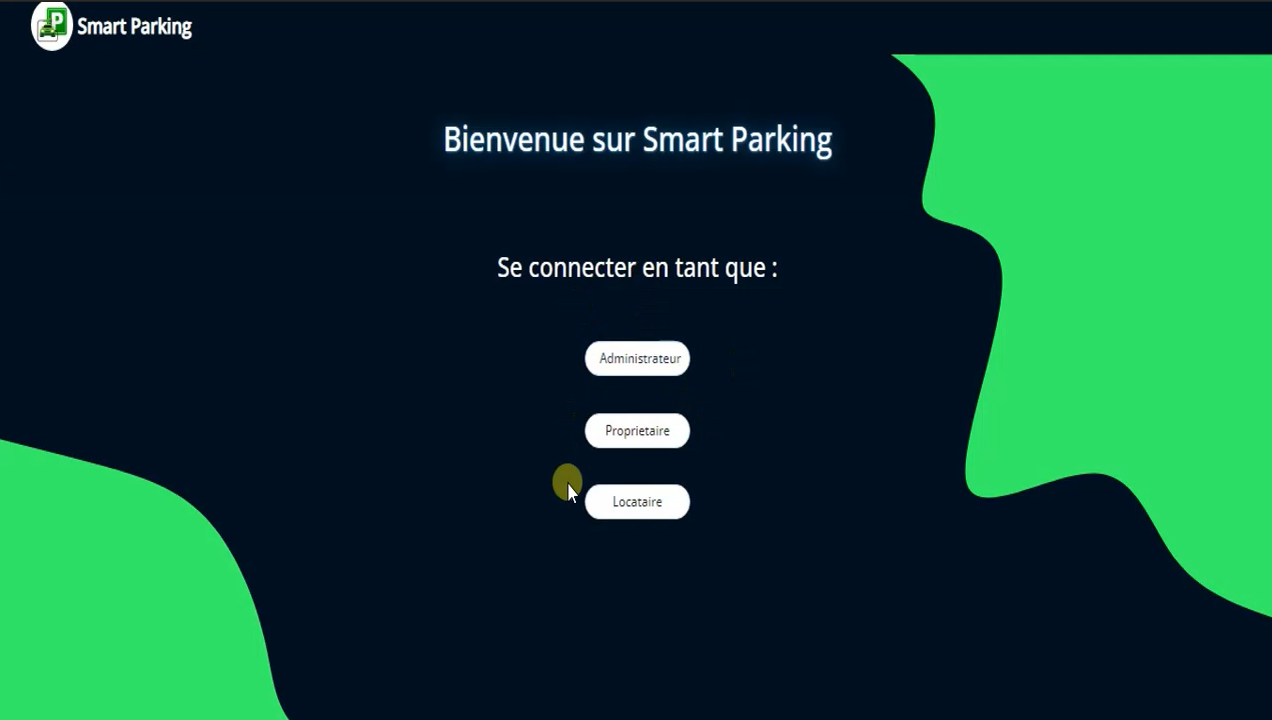 Smart Parking
Bienvenue sur Smart Parking
Se connecter en tant que :
Administrateur
Proprietaire
Locataire